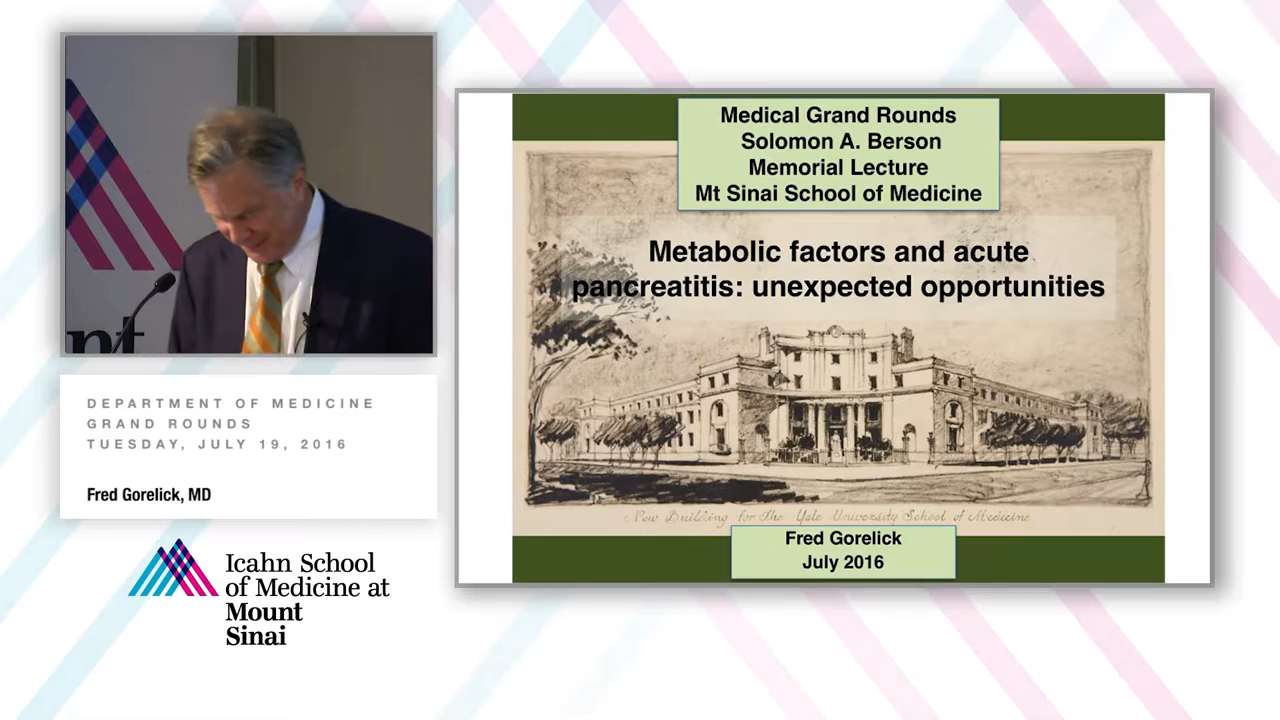 nt
DEPARTMENT OF MEDICINE
GRAND ROUNDS
TUESDAY, JULY 19, 2016
Fred Gorelick, MD
Icahn School
of Medicine at
Mount
Sinai
Medical Grand Rounds
Solomon A. Berson
Memorial Lecture
Mt Sinai School of Medicine
Metabolic factors and acute
pancreatitis: unexpected opportunities
New Building for The Yale University School of Medicine
Fred Gorelick
July 2016